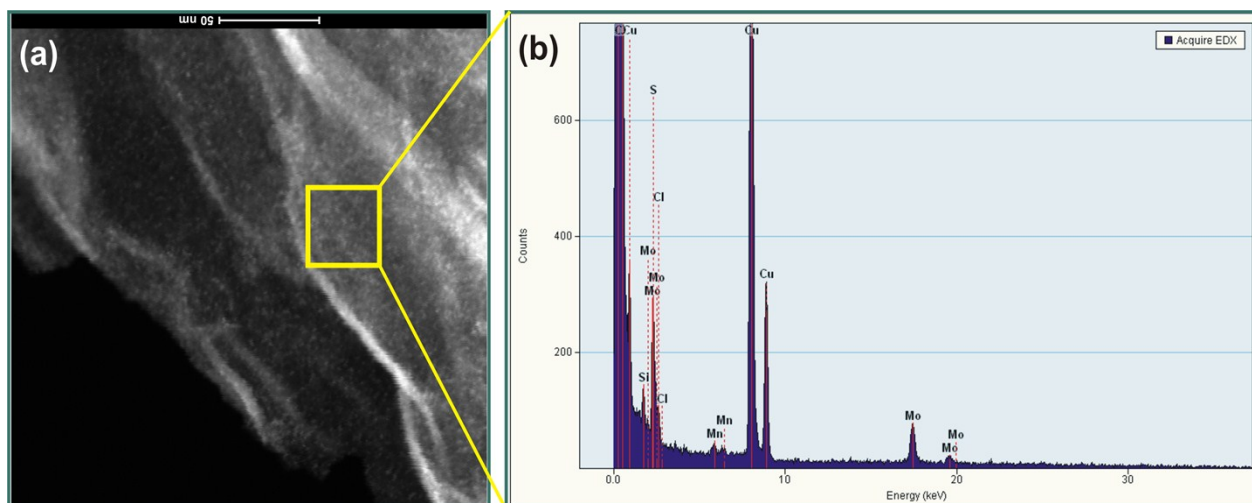 50 nm
(a)
(b)
Cu
Cu
Acquire EDX
S
600
Cl
400
Counts
Mo
Mo
Mo
Cu
200
Si
Cl
Mn
Mn
Mo
Mo
Mo
0.0
10
20
30
Energy (keV)